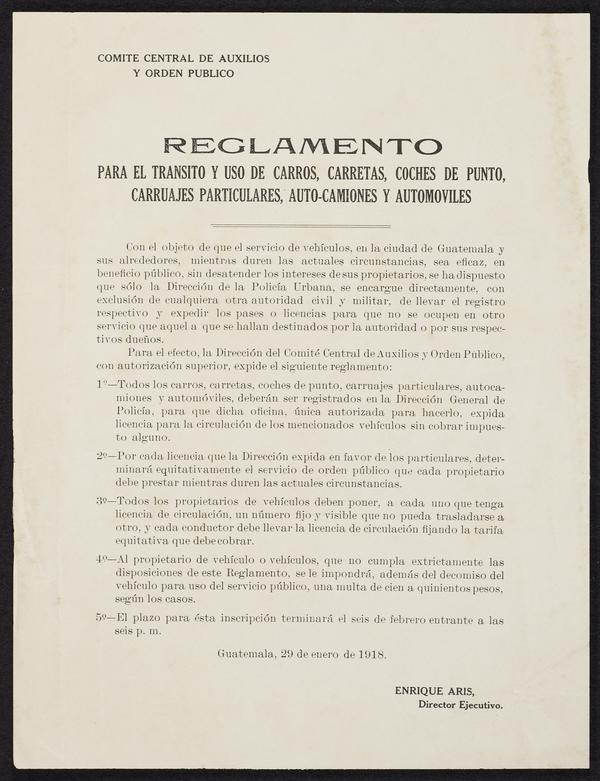 COMITE CENTRAL DE AUXILIOS
Y ORDEN PUBLICO
REGLAMENTO
PARA EL TRANSITO Y USO DE CARROS, CARRETAS, COCHES DE PUNTO,
CARRUAJES PARTICULARES, AUTO-CAMIONES Y AUTOMOVILES
Con el objeto de que el servicio de vehículos, en la ciudad de Guatemala y
sus alrededores, mientras duren las actuales circunstancias, sea eficaz, en
beneficio público, sin desatender los intereses de sus propietarios, se ha dispuesto
que sólo la Dirección de la Policía Urbana, se encargue directamente, con
exclusión de cualquiera otra autoridad civil y militar, de llevar el registro
respectivo y expedir los pases o licencias para que no se ocupen en otro
servicio que aquel a que se hallan destinados por la autoridad o por sus respec-
tivos dueños.
Para el efecto, la Dirección del Comité Central de Auxilios y Orden Público,
con autorización superior, expide el siguiente reglamento:
1º—Todos los carros, carretas, coches de punto, carruajes particulares, autoca-
miones y automóviles, deberán ser registrados en la Dirección General de
Policía, para que dicha oficina, única autorizada para hacerlo, expida
licencia para la circulación de los mencionados vehículos sin cobrar impues-
to alguno.
2º—Por cada licencia que la Dirección expida en favor de los particulares, deter-
minará equitativamente el servicio de orden público que cada propietario
debe prestar mientras duren las actuales circunstancias.
3º—Todos los propietarios de vehículos deben poner, a cada uno que tenga
licencia de circulación, un número fijo y visible que no pueda trasladarse a
otro, y cada conductor debe llevar la licencia de circulación fijando la tarifa
equitativa que debe cobrar.
4º—Al propietario de vehículo o vehículos, que no cumpla extrictamente las
disposiciones de este Reglamento, se le impondrá, además del decomiso del
vehículo para uso del servicio público, una multa de cien a quinientos pesos,
según los casos.
5º—El plazo para ésta inscripción terminará el seis de febrero entrante a las
seis p. m.
Guatemala, 29 de enero de 1918.
ENRIQUE ARIS,
Director Ejecutivo.